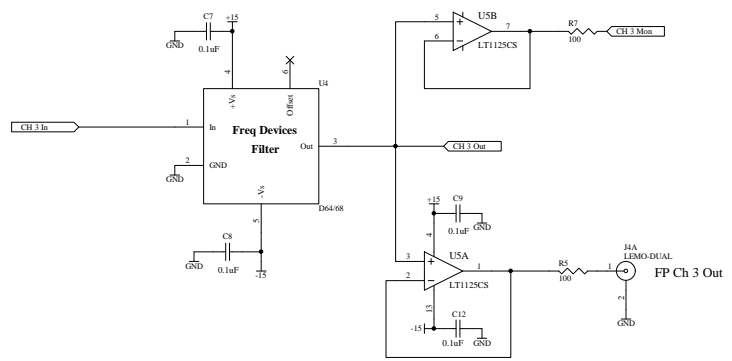 C7
+15
GND
0.1uF
4
6
U4
+Vs
Offset
CH 3 In
1
In
Freq Devices
Filter
Out
3
2
GND
GND
-Vs
D64/68
5
C8
GND
0.1uF
-15
5
6
U5B
7
LT1125CS
R7
100
CH 3 Mon
CH 3 Out
+15
C9
0.1uF
GND
4
3
2
U5A
1
LT1125CS
13
-15
C12
0.1uF
GND
R5
100
J4A
LEMO-DUAL
1
FP Ch 3 Out
2
GND